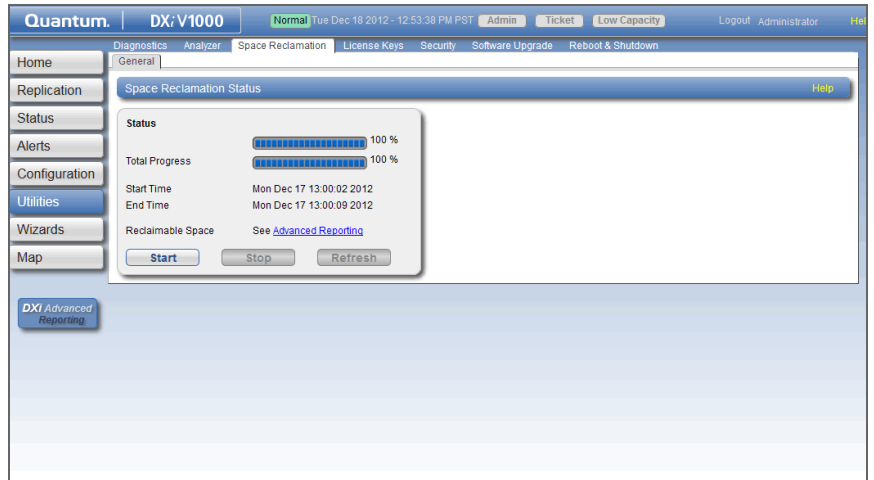 Quantum. DXi V1000 Normal Tue Dec 18 2012 - 12:53:38 PM PST Admin Ticket Low Capacity Logout Administrator Hel
Diagnostics Analyzer Space Reclamation License Keys Security Software Upgrade Reboot & Shutdown
General
Home
Replication
Status
Alerts
Configuration
Utilities
Wizards
Map
DXi Advanced
Reporting
Space Reclamation Status Help
Status
100 %
Total Progress 100 %
Start Time Mon Dec 17 13:00:02 2012
End Time Mon Dec 17 13:00:09 2012
Reclaimable Space See Advanced Reporting
Start Stop Refresh